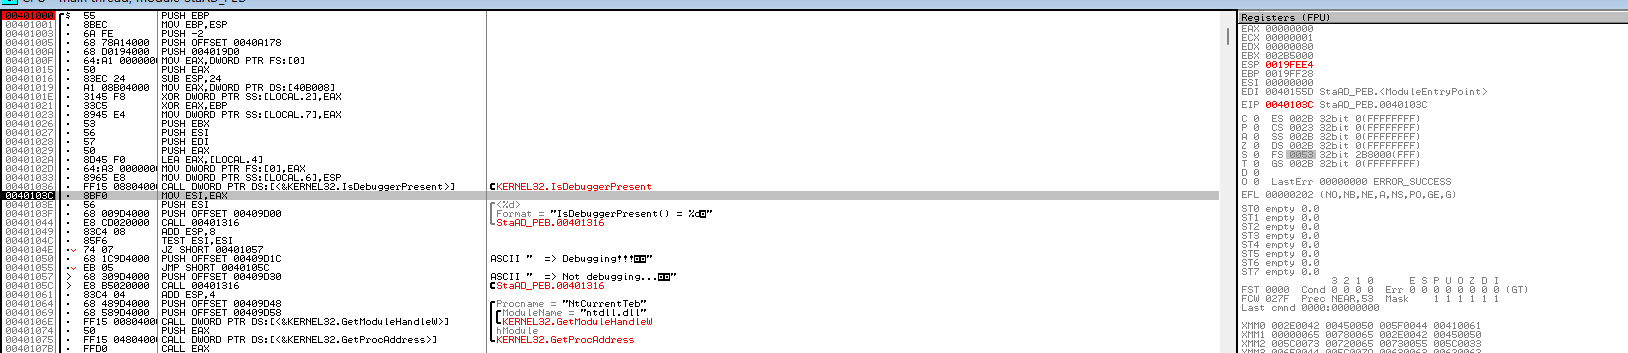 CPU - main thread, module StaAD_PEB
00401000 $ 55 PUSH EBP
00401001 . 8BEC MOV EBP,ESP
00401003 . 6A FE PUSH -2
00401005 . 68 78A14000 PUSH OFFSET 0040A178
0040100A . 68 D0194000 PUSH 004019D0
0040100F . 64:A1 0000000 MOV EAX,DWORD PTR FS:[0]
00401015 . 50 PUSH EAX
00401016 . 83EC 24 SUB ESP,24
00401019 . A1 08B04000 MOV EAX,DWORD PTR DS:[40B008]
0040101E . 3145 F8 XOR DWORD PTR SS:[LOCAL.2],EAX
00401021 . 33C5 XOR EAX,EBP
00401023 . 8945 E4 MOV DWORD PTR SS:[LOCAL.7],EAX
00401026 . 53 PUSH EBX
00401027 . 56 PUSH ESI
00401028 . 57 PUSH EDI
00401029 . 50 PUSH EAX
0040102A . 8D45 F0 LEA EAX,[LOCAL.4]
0040102D . 64:A3 0000000 MOV DWORD PTR FS:[0],EAX
00401033 . 8965 E8 MOV DWORD PTR SS:[LOCAL.6],ESP
00401036 . FF15 08804000 CALL DWORD PTR DS:[<&KERNEL32.IsDebuggerPresent>] KERNEL32.IsDebuggerPresent
0040103C . 8BF0 MOV ESI,EAX
0040103E . 56 PUSH ESI <%d>
0040103F . 68 009D4000 PUSH OFFSET 00409D00 Format = "IsDebuggerPresent() = %d"
00401044 . E8 CD020000 CALL 00401316 StaAD_PEB.00401316
00401049 . 83C4 08 ADD ESP,8
0040104C . 85F6 TEST ESI,ESI
0040104E . 74 07 JZ SHORT 00401057
00401050 . 68 1C9D4000 PUSH OFFSET 00409D1C ASCII " => Debugging!!!"
00401055 . EB 05 JMP SHORT 0040105C
00401057 > 68 309D4000 PUSH OFFSET 00409D30 ASCII " => Not debugging..."
0040105C > E8 B5020000 CALL 00401316 StaAD_PEB.00401316
00401061 . 83C4 04 ADD ESP,4
00401064 . 68 489D4000 PUSH OFFSET 00409D48 Procname = "NtCurrentTeb"
00401069 . 68 589D4000 PUSH OFFSET 00409D58 ModuleName = "ntdll.dll"
0040106E . FF15 00804000 CALL DWORD PTR DS:[<&KERNEL32.GetModuleHandleW>] KERNEL32.GetModuleHandleW
00401074 . 50 PUSH EAX hModule
00401075 . FF15 04804000 CALL DWORD PTR DS:[<&KERNEL32.GetProcAddress>] KERNEL32.GetProcAddress
0040107B . FFD0 CALL EAX
Registers (FPU)
EAX 00000000
ECX 00000001
EDX 00000080
EBX 002B5000
ESP 0019FEE4
EBP 0019FF28
ESI 00000000
EDI 0040155D StaAD_PEB.<ModuleEntryPoint>
EIP 0040103C StaAD_PEB.0040103C
C 0 ES 002B 32bit 0(FFFFFFFF)
P 0 CS 0023 32bit 0(FFFFFFFF)
A 0 SS 002B 32bit 0(FFFFFFFF)
Z 0 DS 002B 32bit 0(FFFFFFFF)
S 0 FS 0053 32bit 2B8000(FFF)
T 0 GS 002B 32bit 0(FFFFFFFF)
D 0
O 0 LastErr 00000000 ERROR_SUCCESS
EFL 00000202 (NO,NB,NE,A,NS,PO,GE,G)
ST0 empty 0.0
ST1 empty 0.0
ST2 empty 0.0
ST3 empty 0.0
ST4 empty 0.0
ST5 empty 0.0
ST6 empty 0.0
ST7 empty 0.0
3 2 1 0 E S P U O Z D I
FST 0000 Cond 0 0 0 0 Err 0 0 0 0 0 0 0 0 (GT)
FCW 027F Prec NEAR,53 Mask 1 1 1 1 1 1
Last cmnd 0000:00000000
XMM0 002E0042 00450050 005F0044 00410061
XMM1 00000065 00780065 002E0042 00450050
XMM2 005C0073 00720065 00730055 005C0033